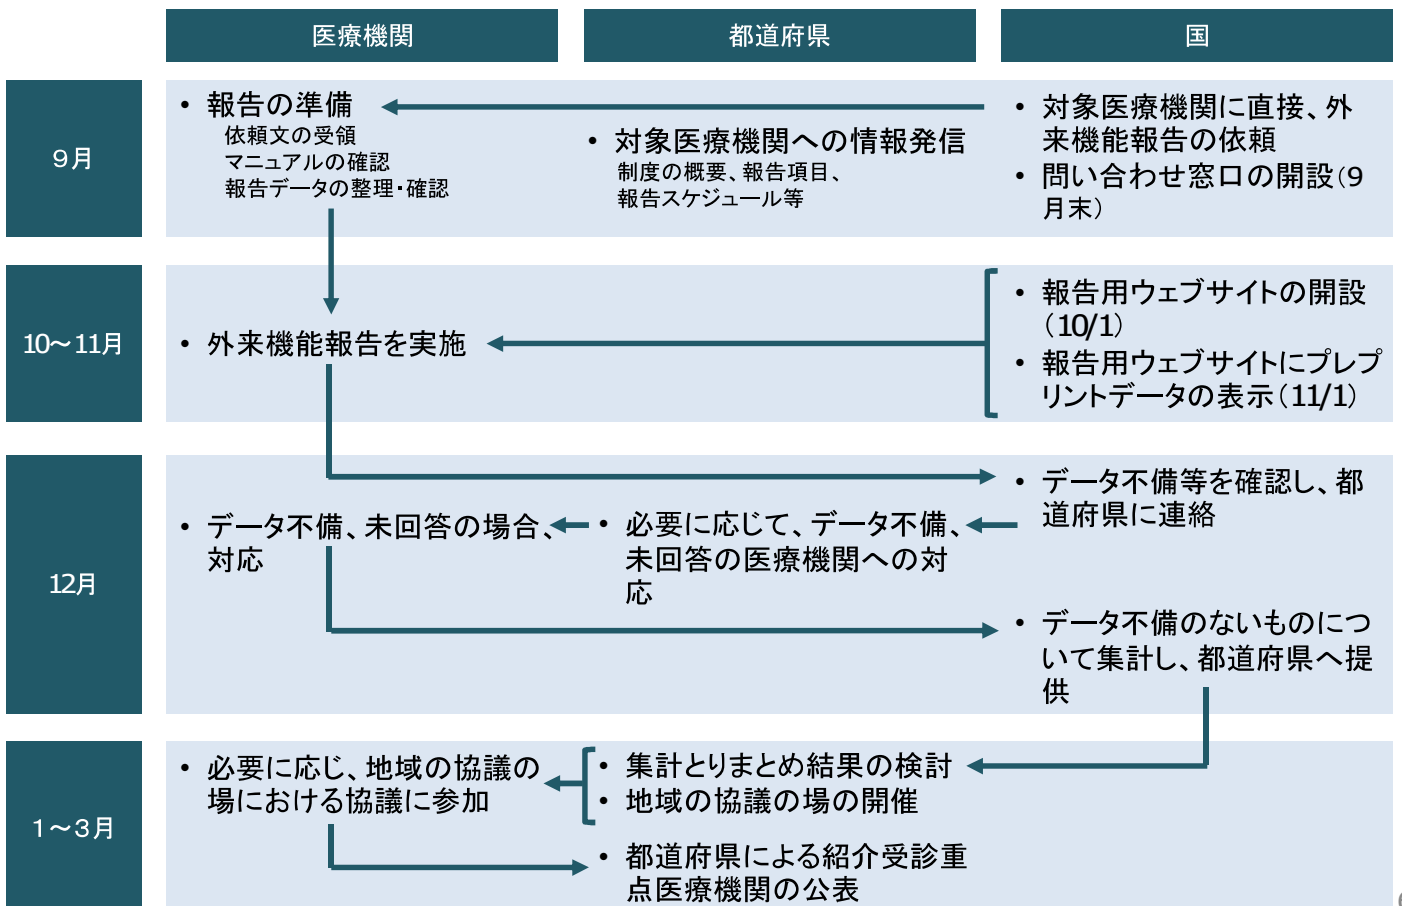 医療機関
都道府県
国
９月
• 報告の準備
依頼文の受領
マニュアルの確認
報告データの整理・確認
• 対象医療機関への情報発信
制度の概要、報告項目、
報告スケジュール等
• 対象医療機関に直接、外
来機能報告の依頼
• 問い合わせ窓口の開設（9
月末）
10～11月
• 外来機能報告を実施
• 報告用ウェブサイトの開設
（10/1）
• 報告用ウェブサイトにプレプ
リントデータの表示（11/1）
12月
• データ不備、未回答の場合、
対応
• 必要に応じて、データ不備、
未回答の医療機関への対
応
• データ不備等を確認し、都
道府県に連絡
• データ不備のないものにつ
いて集計し、都道府県へ提
供
１～３月
• 必要に応じ、地域の協議の
場における協議に参加
• 集計とりまとめ結果の検討
• 地域の協議の場の開催
• 都道府県による紹介受診重
点医療機関の公表